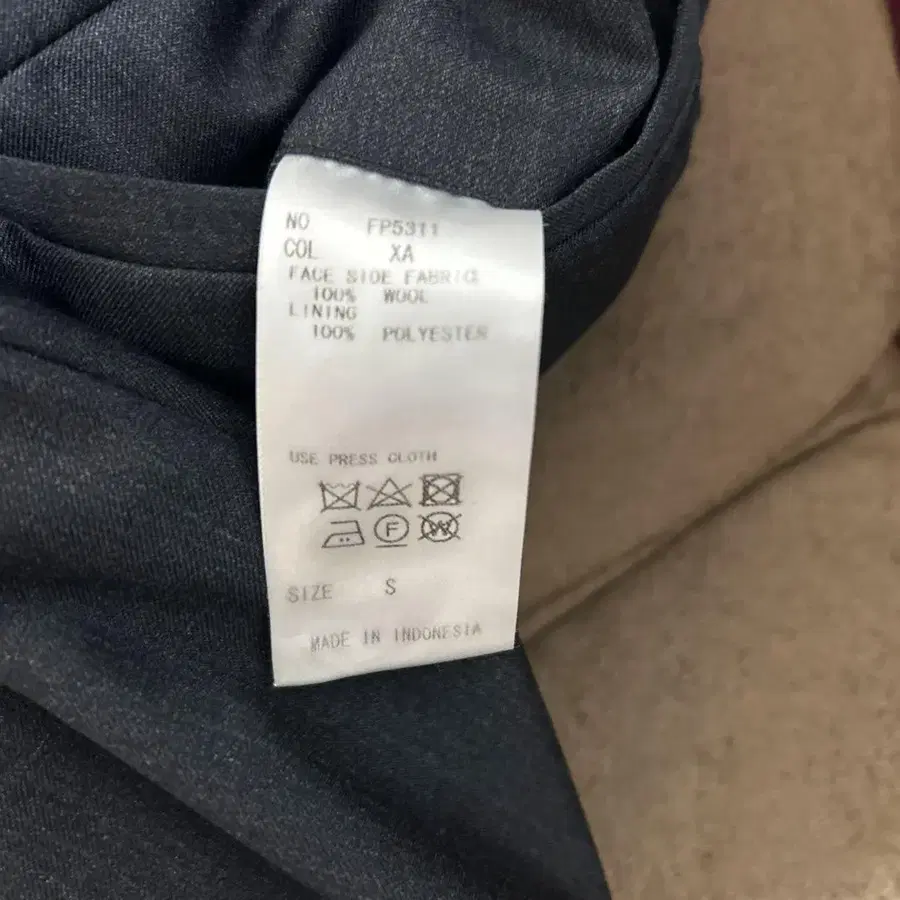 NO FP5311
COL XA
FACE SIDE FABRIC
100% WOOL
LINING
100% POLYESTER
USE PRESS CLOTH
F W
SIZE S
MADE IN INDONESIA